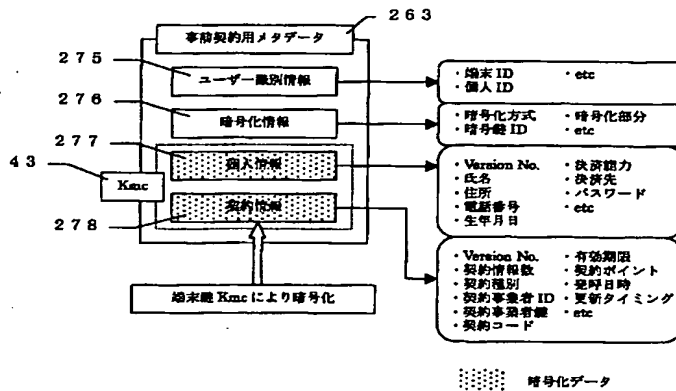 263
事前契約用メタデータ
275
ユーザー識別情報
・端末ID ・etc
・個人ID
276
暗号化情報
・暗号化方式 ・暗号化部分
・暗号鍵ID ・etc
277
個人情報
・Version No. ・決済能力
・氏名 ・決済先
・住所 ・パスワード
・電話番号 ・etc
・生年月日
43
Kmc
278
契約情報
・Version No. ・有効期限
・契約情報数 ・契約ポイント
・契約種別 ・発呼日時
・契約事業者ID ・更新タイミング
・契約事業者鍵 ・etc
・契約コード
端末鍵Kmcにより暗号化
暗号化データ